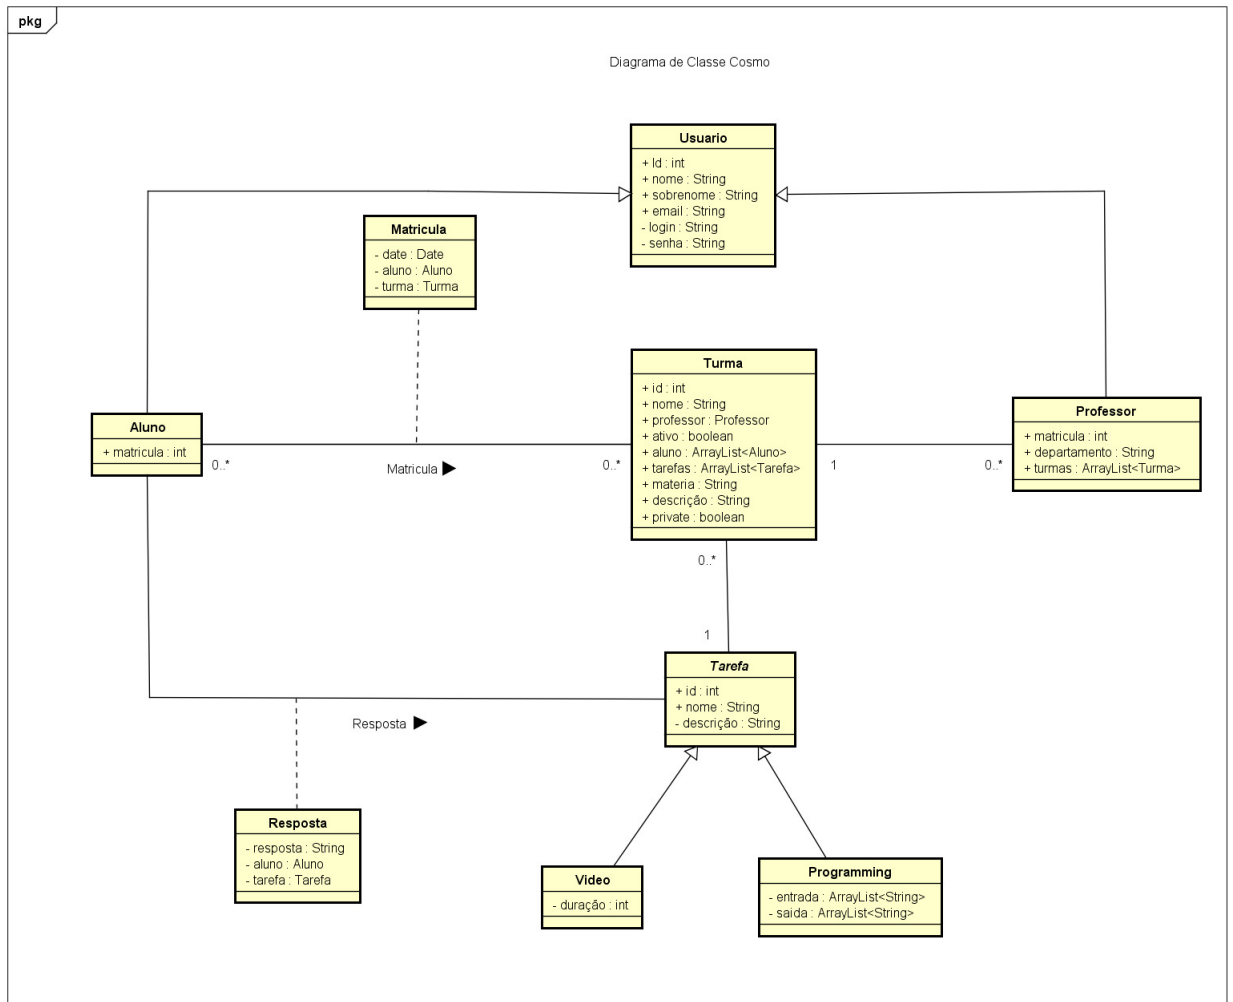 pkg
Diagrama de Classe Cosmo
Usuario
+ Id : int
+ nome : String
+ sobrenome : String
+ email : String
- login : String
- senha : String
Matricula
- date : Date
- aluno : Aluno
- turma : Turma
Turma
+ id : int
+ nome : String
+ professor : Professor
+ ativo : boolean
+ aluno : ArrayList<Aluno>
+ tarefas : ArrayList<Tarefa>
+ materia : String
+ descrição : String
+ private : boolean
Professor
+ matricula : int
+ departamento : String
+ turmas : ArrayList<Turma>
Aluno
+ matricula : int
0..*
Matricula
0..*
1
0..*
0..*
1
Tarefa
+ id : int
+ nome : String
- descrição : String
Resposta
Resposta
- resposta : String
- aluno : Aluno
- tarefa : Tarefa
Video
- duração : int
Programming
- entrada : ArrayList<String>
- saida : ArrayList<String>